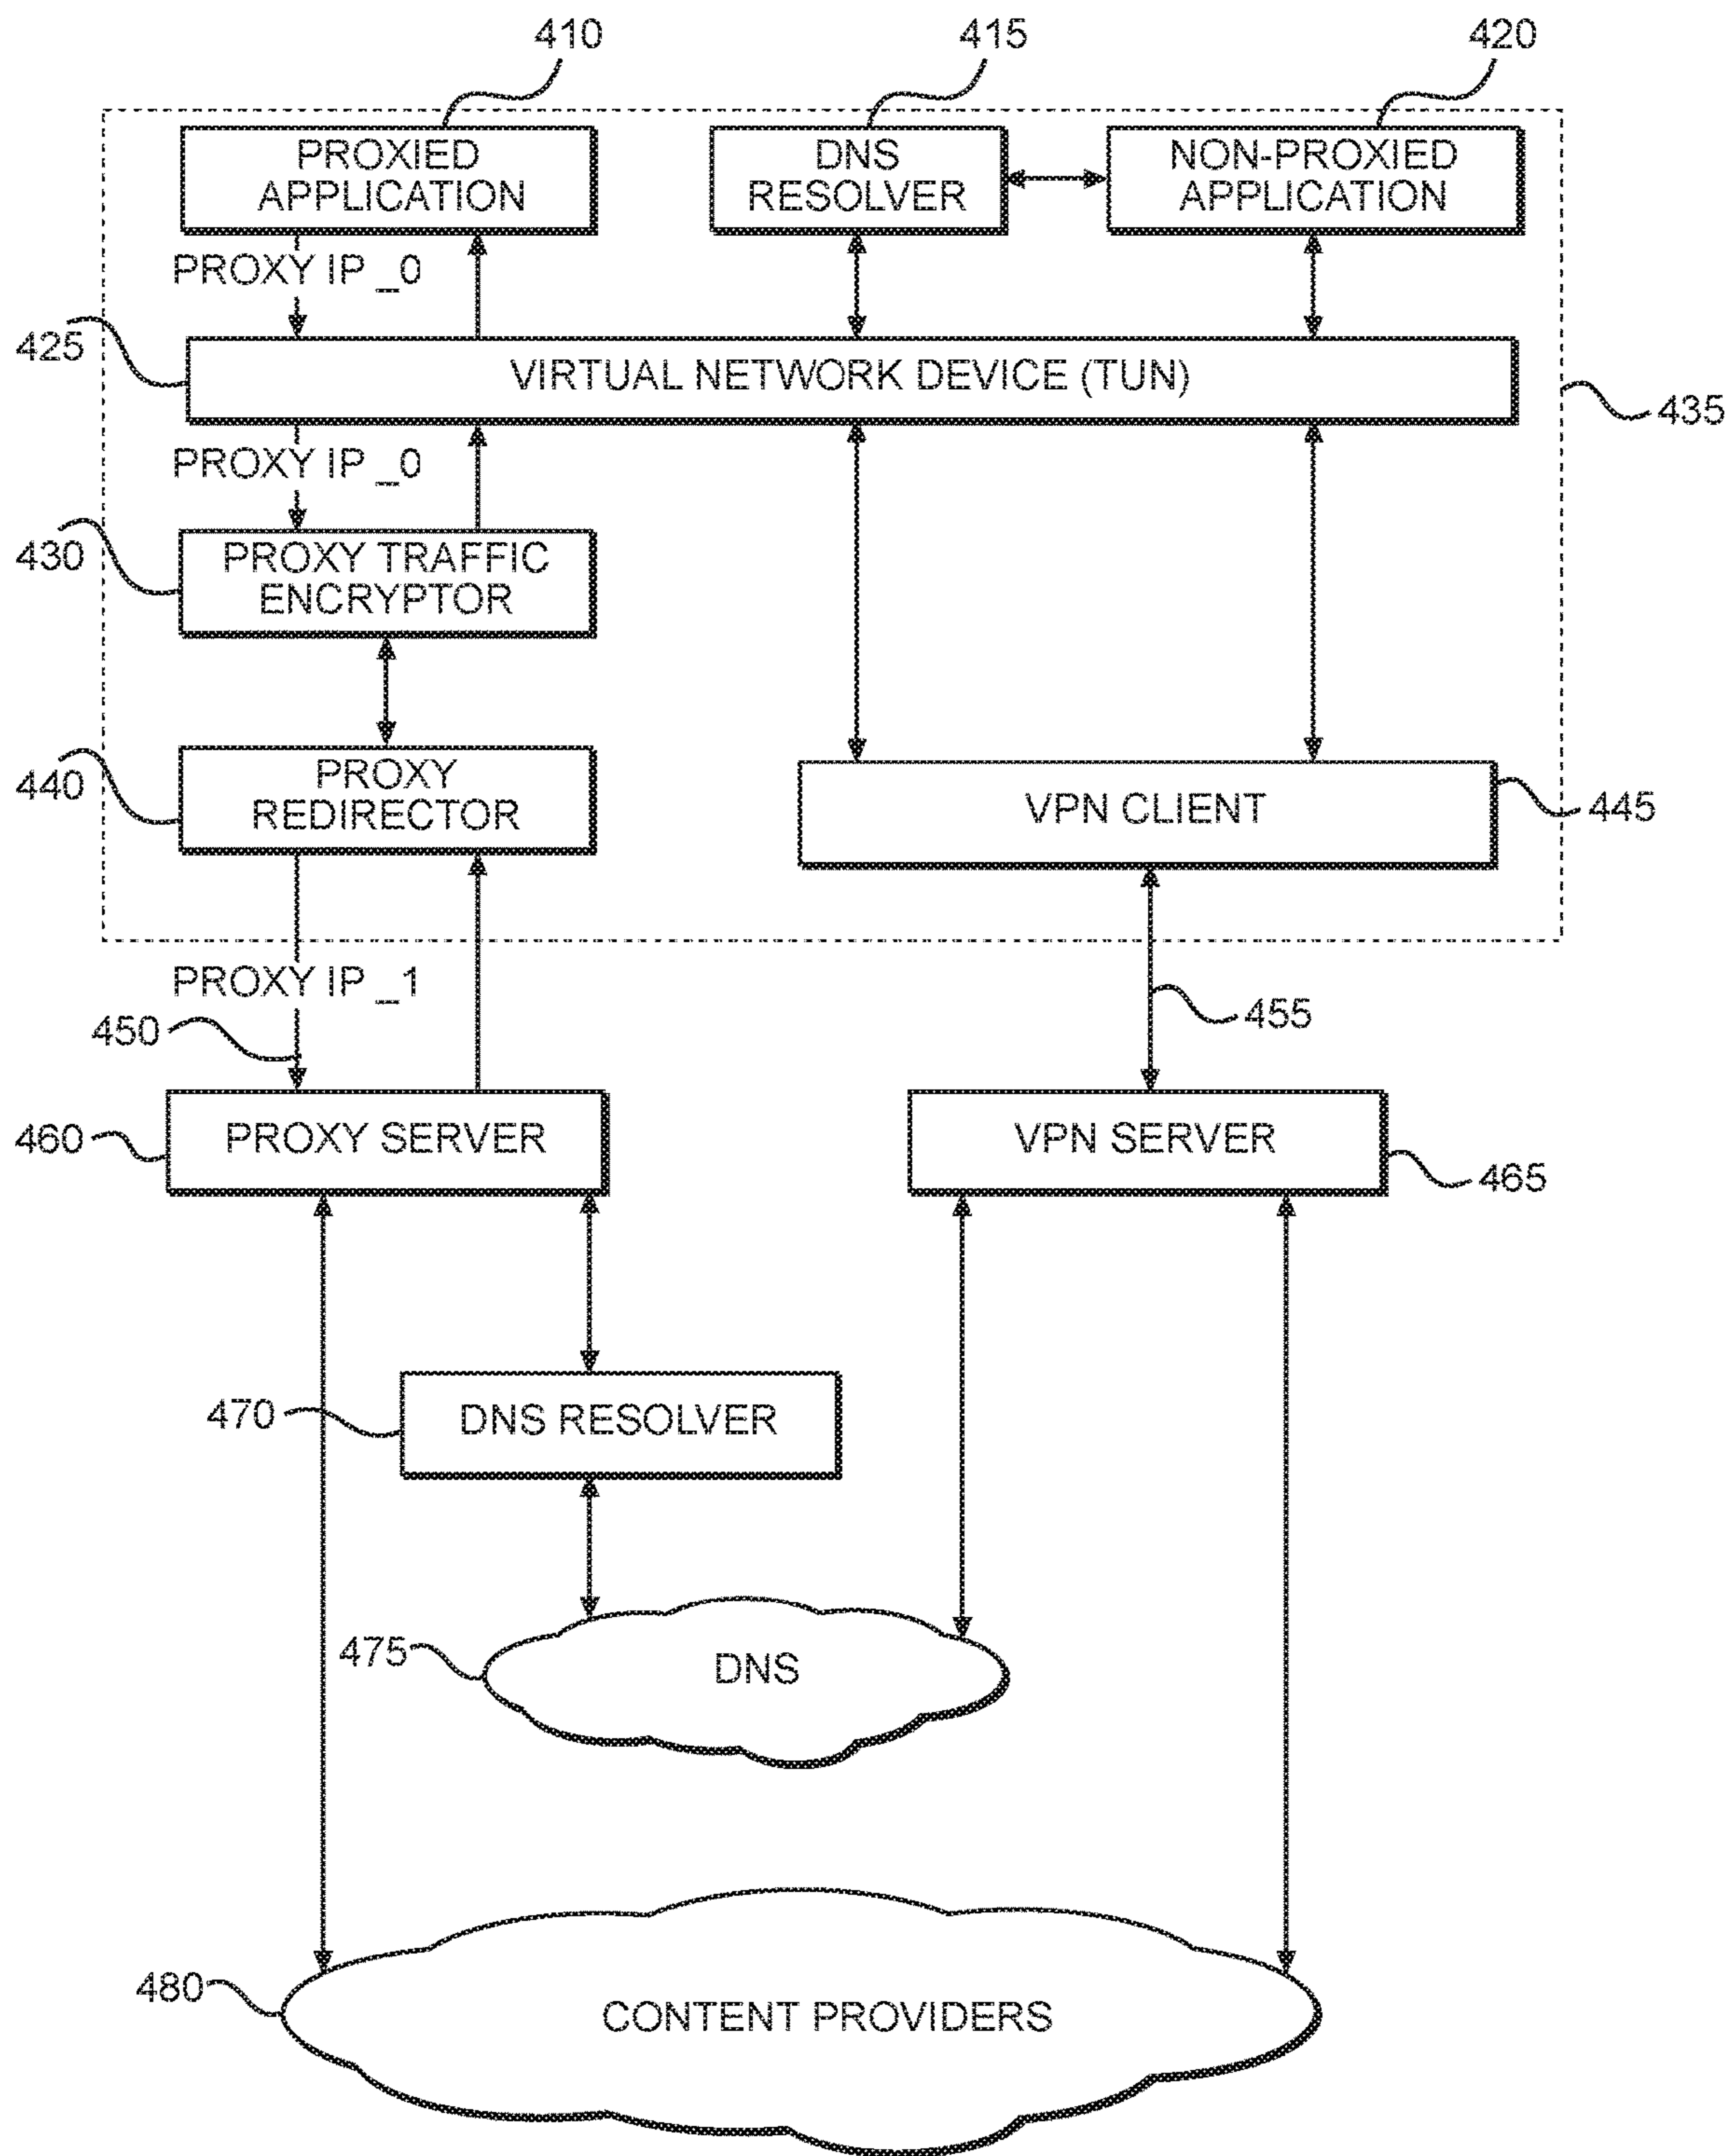 410
415
420
PROXIED
APPLICATION
DNS
RESOLVER
NON-PROXIED
APPLICATION
PROXY IP _0
425
VIRTUAL NETWORK DEVICE (TUN)
435
PROXY IP _0
430
PROXY TRAFFIC
ENCRYPTOR
440
PROXY
REDIRECTOR
VPN CLIENT
445
PROXY IP _1
450
455
460
PROXY SERVER
VPN SERVER
465
470
DNS RESOLVER
475
DNS
480
CONTENT PROVIDERS